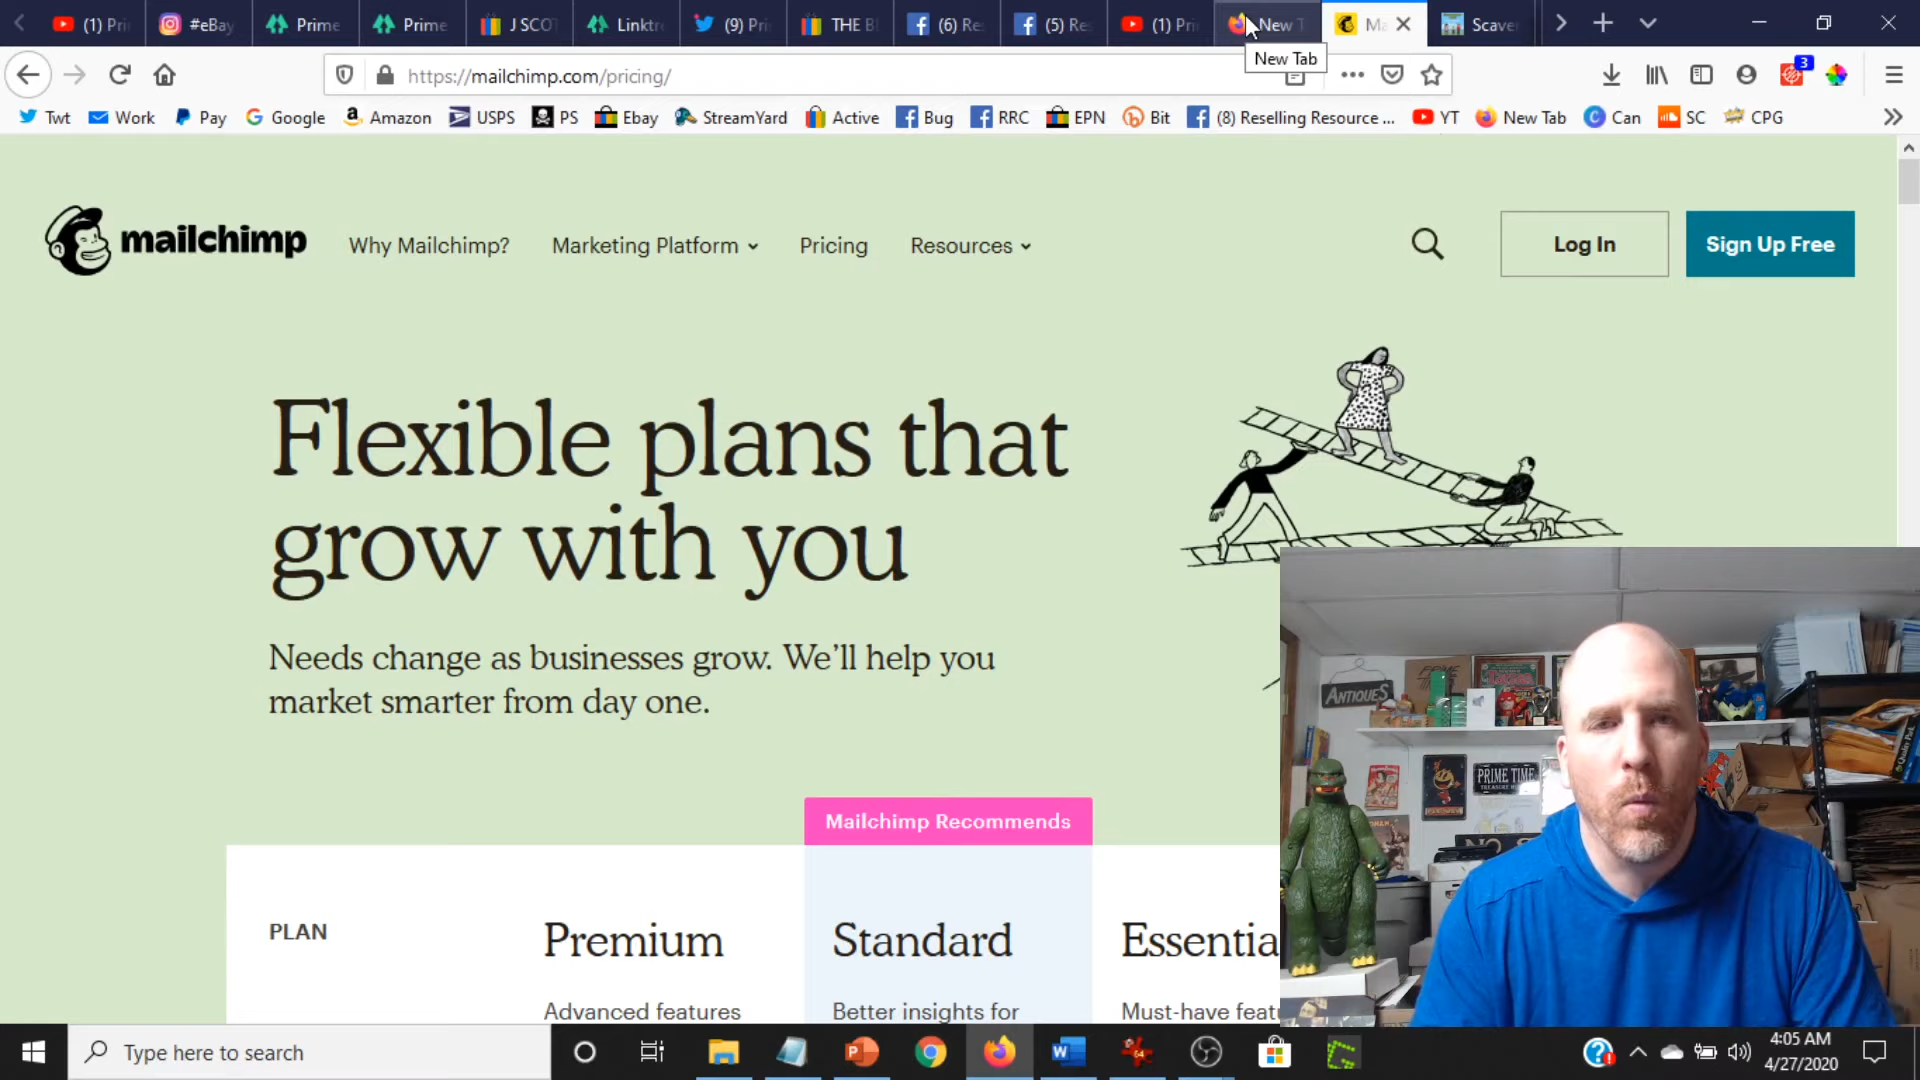 (1) Pri
#eBay
Prime
Prime
J SCO
Linktr
(9) Pri
THE B
(6) Re
(5) Re
(1) Pri
New T
Ma
Scave
New Tab
https://mailchimp.com/pricing/
3
Twt
Work
Pay
Google
Amazon
USPS
PS
Ebay
StreamYard
Active
Bug
RRC
EPN
Bit
(8) Reselling Resource ...
YT
New Tab
Can
SC
CPG
mailchimp
Why Mailchimp?
Marketing Platform
Pricing
Resources
Log In
Sign Up Free
Flexible plans that
grow with you
Needs change as businesses grow. We'll help you
market smarter from day one.
Mailchimp Recommends
PLAN
Premium
Standard
Essentia
Advanced features
Better insights for
Must-have feat
ANTIQUES
PRIME TIME
Type here to search
4:05 AM
4/27/2020